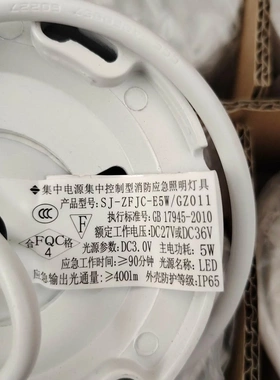 集中电源集中控制型消防应急照明灯具
产品型号:SJ-ZFJC-E5W/GZ011
执行标准号:GB 17945-2010
额定工作电压:DC27V或DC36V
光源参数:DC3.0V 主电功耗:5W
应急工作时间:≥90分钟 光源名称:LED
应急输出光通量:≥400lm 外壳防护等级:IP65
CCC
F
合FQC格
4